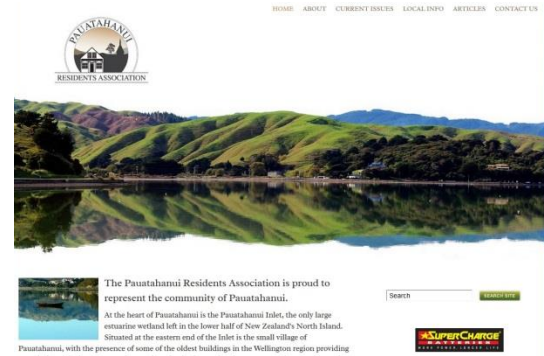 HOME ABOUT CURRENT ISSUES LOCAL INFO ARTICLES CONTACT US
PAUATAHANUI
RESIDENTS ASSOCIATION
The Pauatahanui Residents Association is proud to
represent the community of Pauatahanui.
At the heart of Pauatahanui is the Pauatahanui Inlet, the only large
estuarine wetland left in the lower half of New Zealand's North Island.
Situated at the eastern end of the Inlet is the small village of
Pauatahanui, with the presence of some of the oldest buildings in the Wellington region providing
Search SEARCH SITE
SUPERCHARGE
BATTERIES
MORE POWER, LONGER LIFE